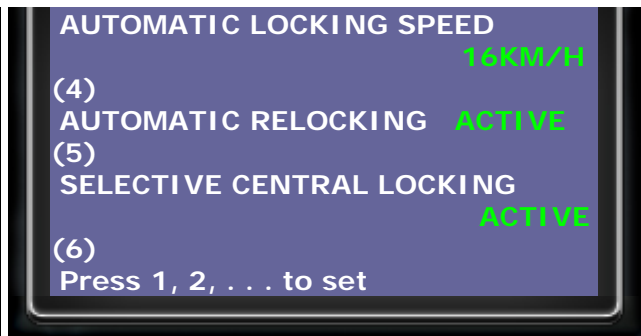 AUTOMATIC LOCKING SPEED
16KM/H
(4)
AUTOMATIC RELOCKING ACTIVE
(5)
SELECTIVE CENTRAL LOCKING
ACTIVE
(6)
Press 1, 2, . . . to set